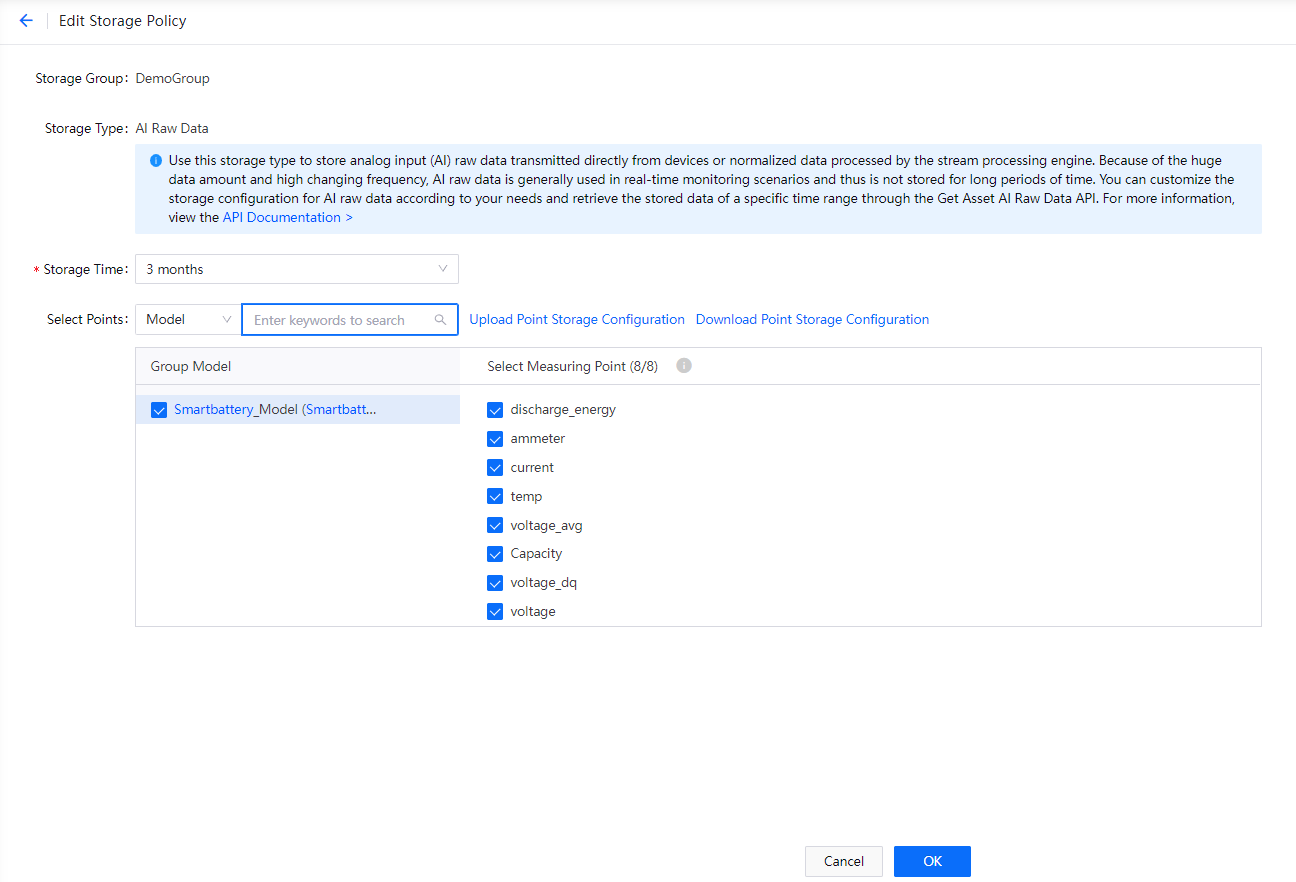 Edit Storage Policy
Storage Group: DemoGroup
Storage Type: AI Raw Data
Use this storage type to store analog input (AI) raw data transmitted directly from devices or normalized data processed by the stream processing engine. Because of the huge
data amount and high changing frequency, AI raw data is generally used in real-time monitoring scenarios and thus is not stored for long periods of time. You can customize the
storage configuration for AI raw data according to your needs and retrieve the stored data of a specific time range through the Get Asset AI Raw Data API. For more information,
view the API Documentation >
* Storage Time: 3 months
Select Points: Model Enter keywords to search Upload Point Storage Configuration Download Point Storage Configuration
Group Model Select Measuring Point (8/8)
Smartbattery_Model (Smartbatt... discharge_energy
ammeter
current
temp
voltage_avg
Capacity
voltage_dq
voltage
Cancel OK